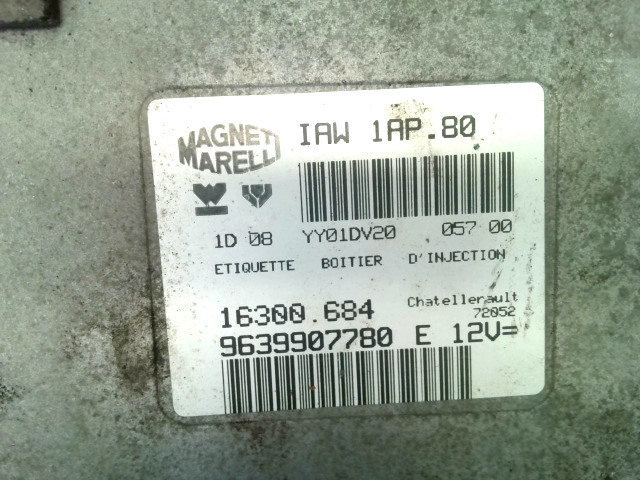 MAGNETI
MARELLI
IAW 1AP.80
1D 08 YY01DV20 057 00
ETIQUETTE BOITIER D'INJECTION
16300.684
Chatellerault
72052
9639907780 E 12V=